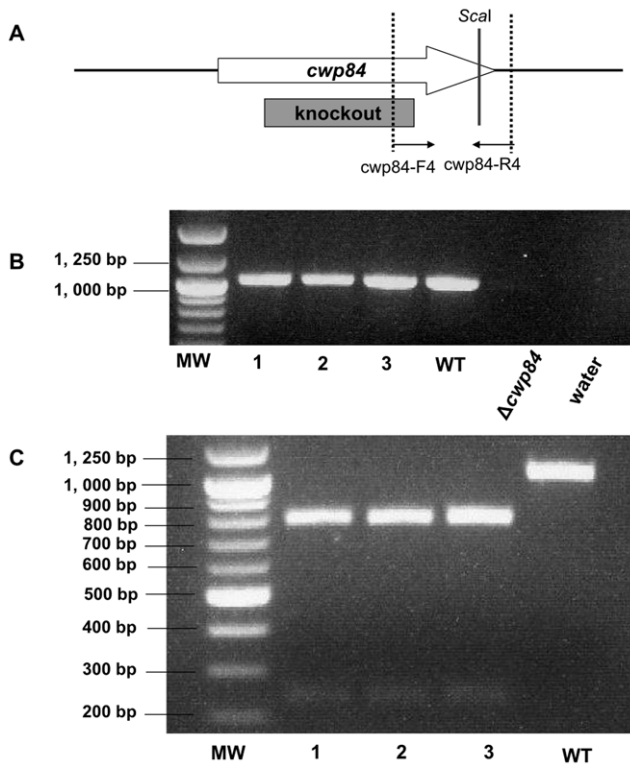 A
ScaI
cwp84
knockout
cwp84-F4
cwp84-R4
B
1, 250 bp
1, 000 bp
MW
1
2
3
WT
Δcwp84
water
C
1, 250 bp
1, 000 bp
900 bp
800 bp
700 bp
600 bp
500 bp
400 bp
300 bp
200 bp
MW
1
2
3
WT